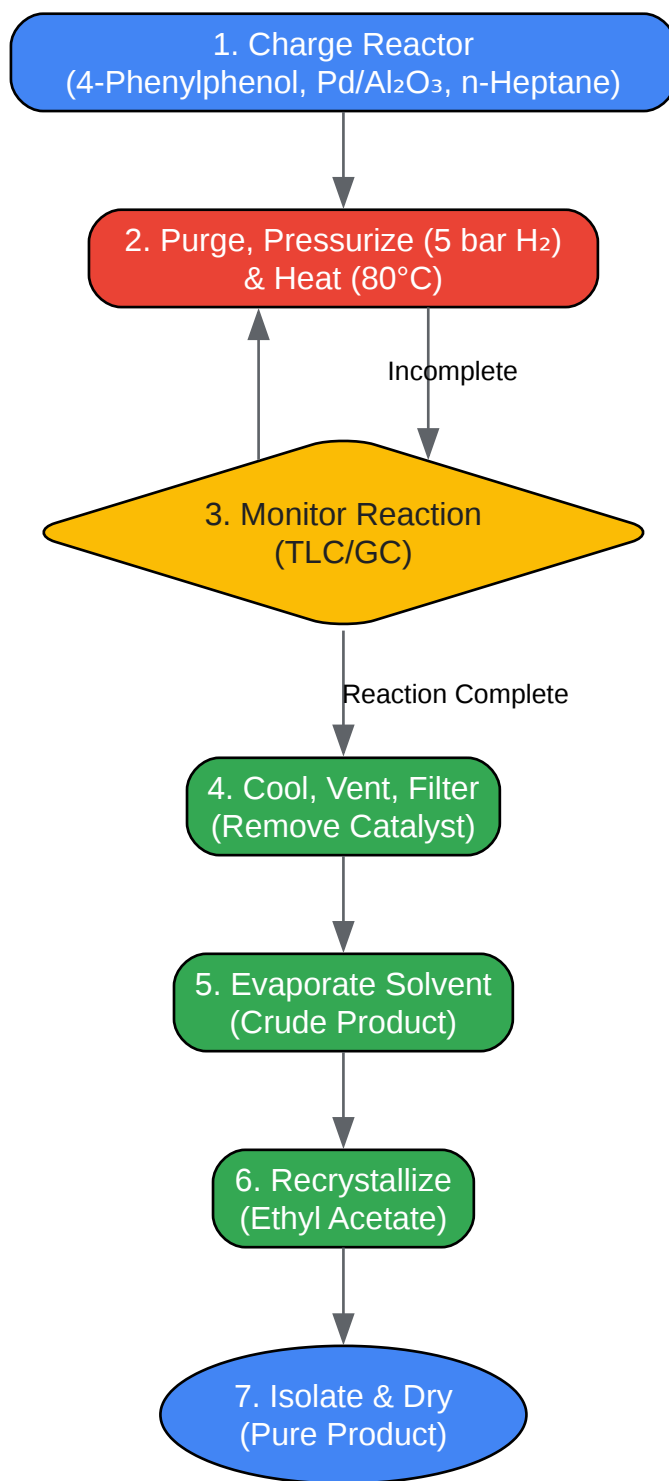 1. Charge Reactor
(4-Phenylphenol, Pd/Al₂O₃, n-Heptane)
2. Purge, Pressurize (5 bar H₂)
& Heat (80°C)
Incomplete
3. Monitor Reaction
(TLC/GC)
Reaction Complete
4. Cool, Vent, Filter
(Remove Catalyst)
5. Evaporate Solvent
(Crude Product)
6. Recrystallize
(Ethyl Acetate)
7. Isolate & Dry
(Pure Product)